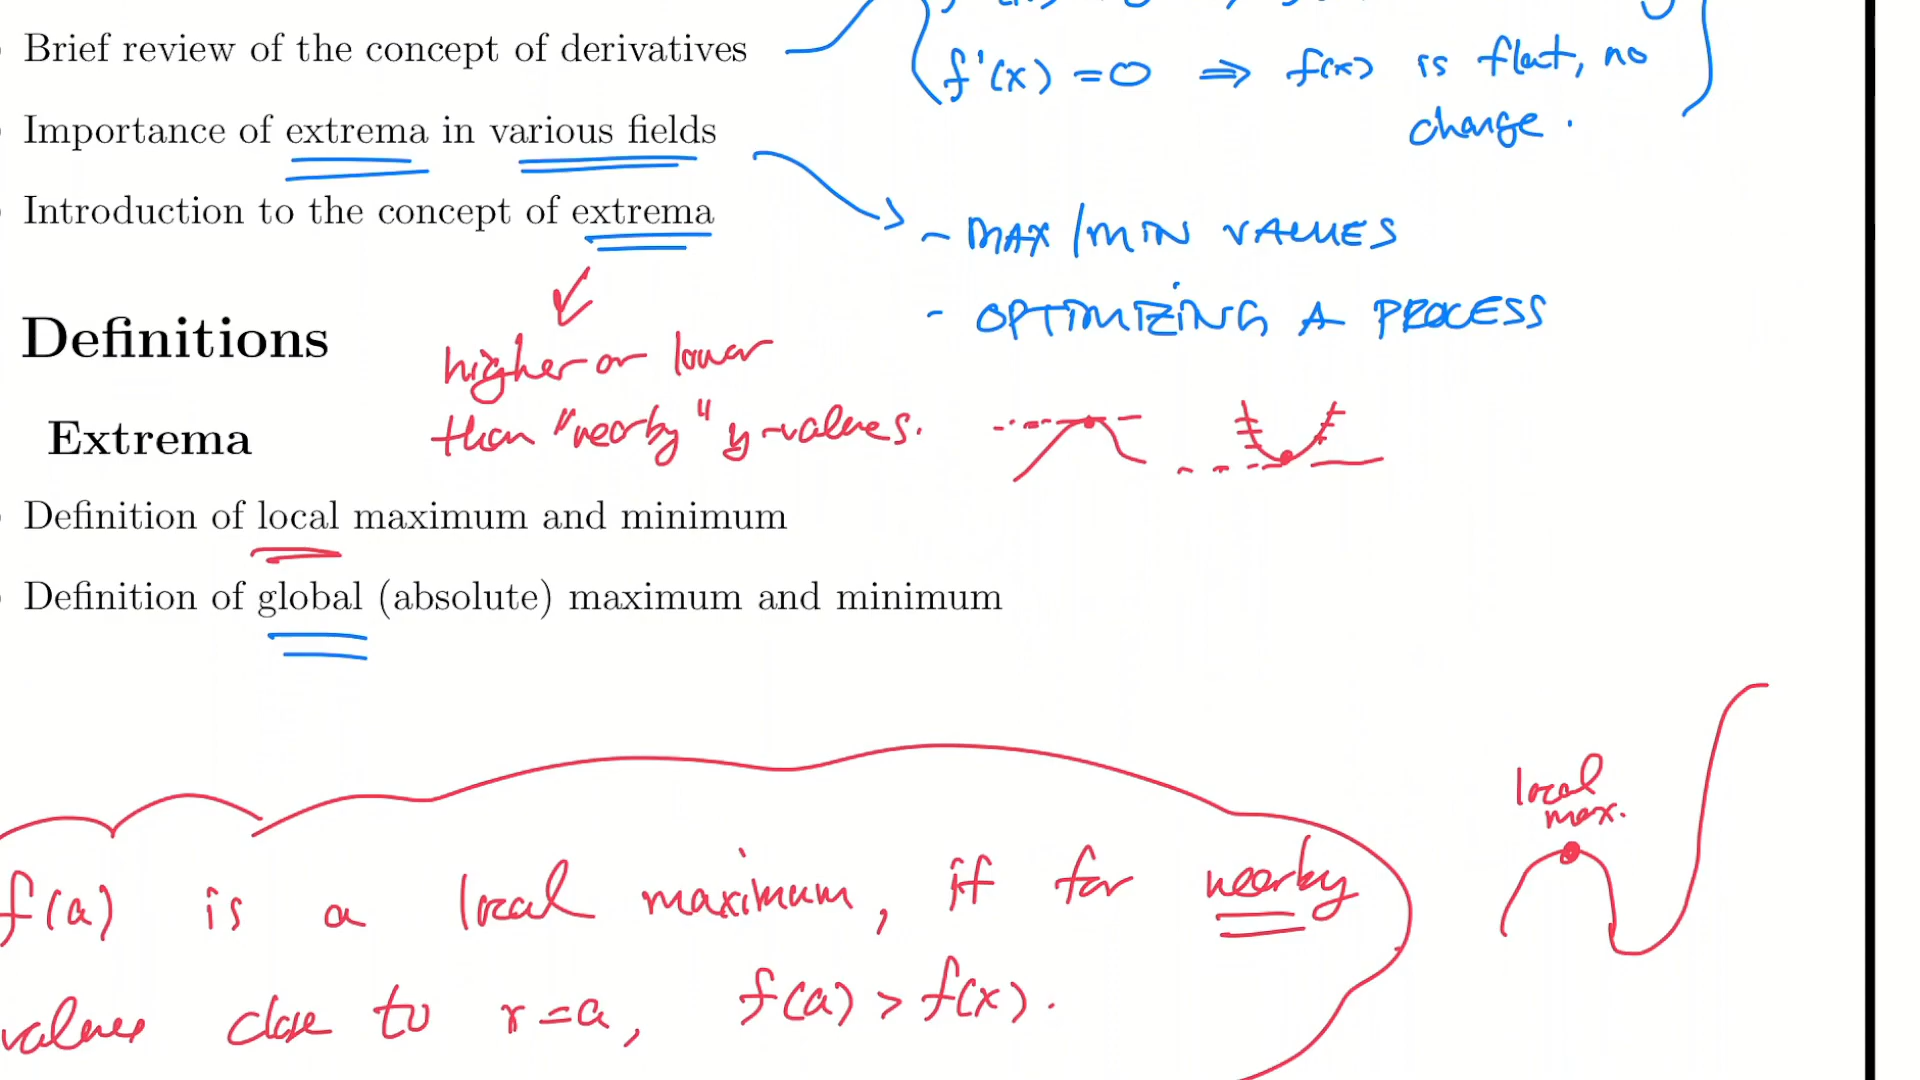 Brief review of the concept of derivatives
f'(x) = 0 ⇒ f(x) is flat, no
change.
Importance of extrema in various fields
Introduction to the concept of extrema
- MAX/MIN VALUES
- OPTIMIZING A PROCESS
Definitions
higher or lower
than "nearby" y-values.
Extrema
Definition of local maximum and minimum
Definition of global (absolute) maximum and minimum
local
max.
f(a) is a local maximum, if for nearby
values close to x=a, f(a) > f(x).